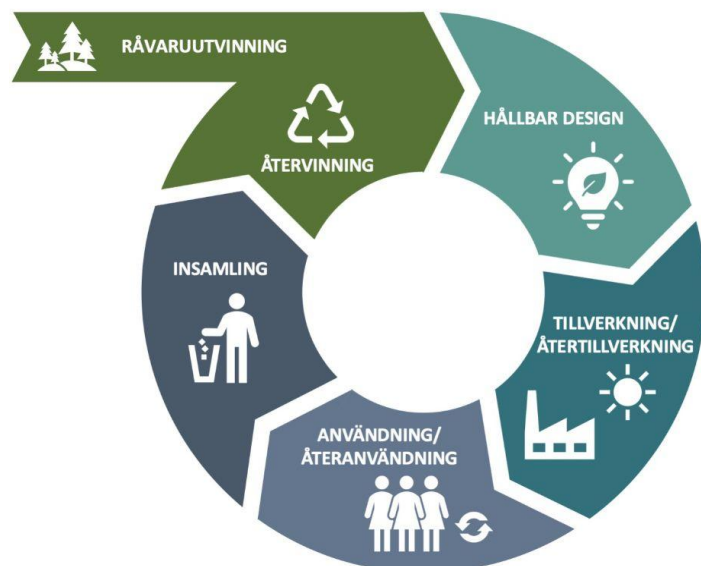 RÅVARUUTVINNING
ÅTERVINNING
HÅLLBAR DESIGN
TILLVERKNING/
ÅTERTILLVERKNING
ANVÄNDNING/
ÅTERANVÄNDNING
INSAMLING